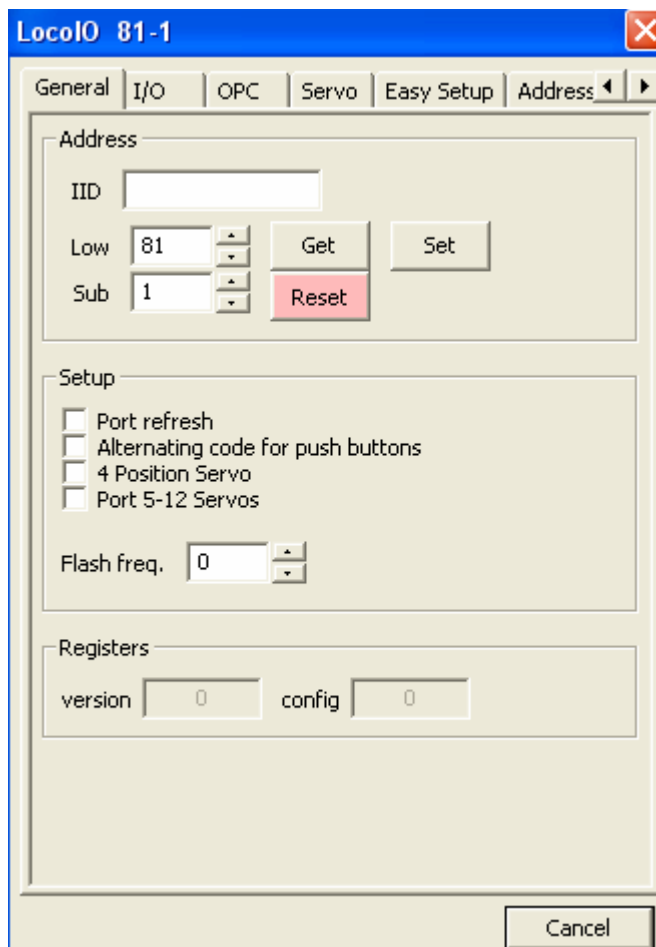 LocoIO 81-1
General I/O OPC Servo Easy Setup Address
Address
IID
Low 81 Get Set
Sub 1 Reset
Setup
Port refresh
Alternating code for push buttons
4 Position Servo
Port 5-12 Servos
Flash freq. 0
Registers
version 0 config 0
Cancel